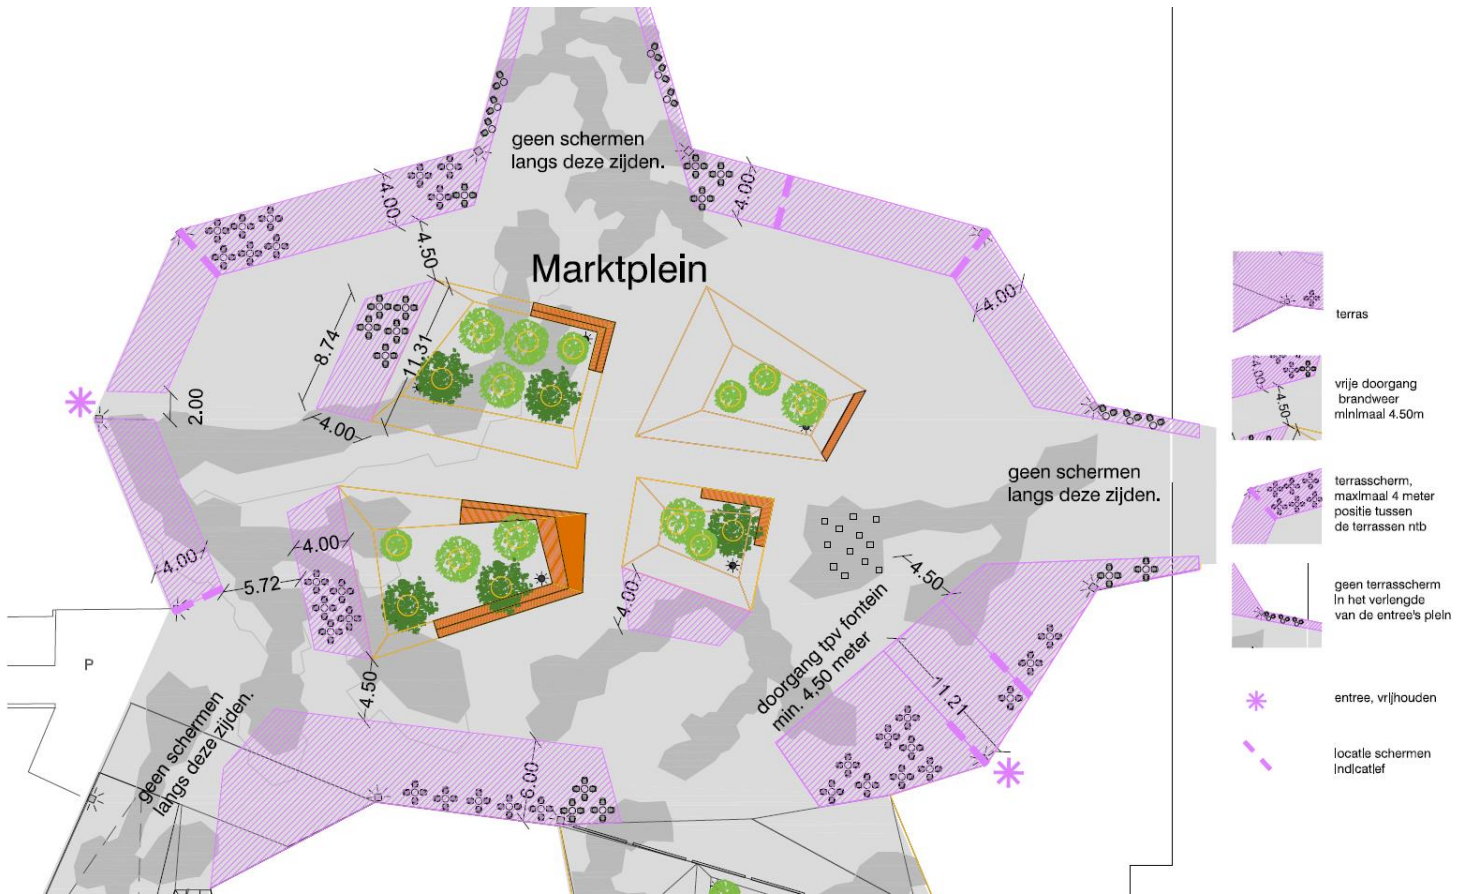 geen schermen
langs deze zijden.
4.00
4.00
4.50
Marktplein
4.00
8.74
11.31
2.00
4.00
geen schermen
langs deze zijden.
4.00
4.00
5.72
4.00
4.50
doorgang tpv fontein
min. 4,50 meter
P
4.50
11.21
geen schermen
langs deze zijden.
6.00
terras
vrije doorgang
brandweer
minimaal 4.50m
4.00
4.50
terrasscherm,
maximaal 4 meter
positie tussen
de terrassen ntb
geen terrasscherm
in het verlengde
van de entree's plein
entree, vrijhouden
locatie schermen
indicatief